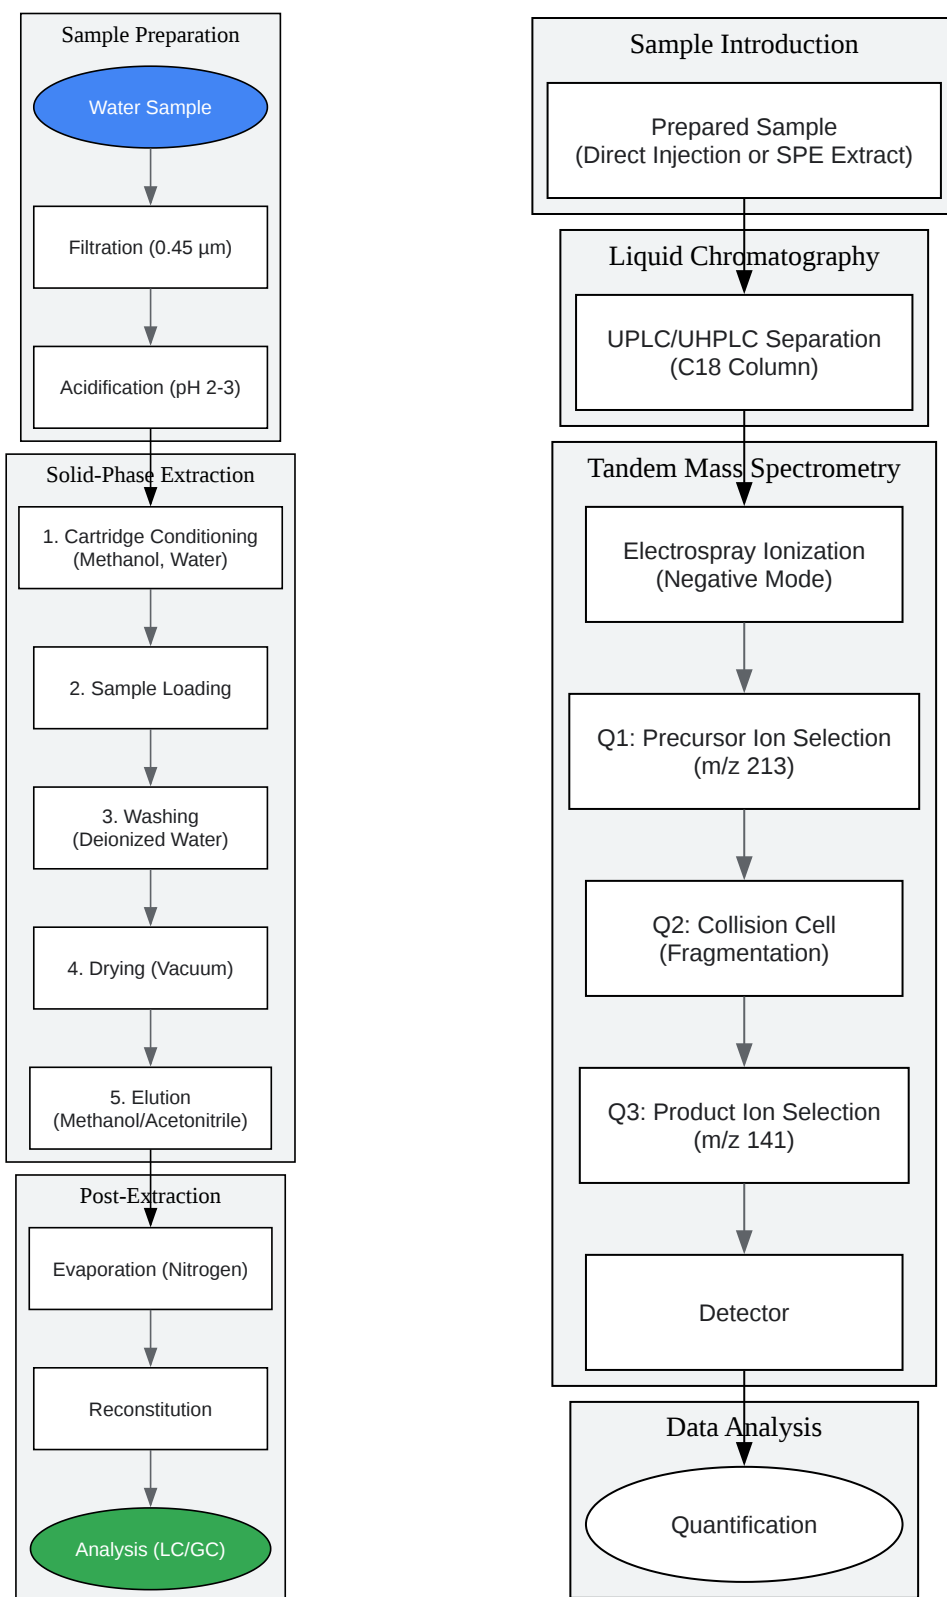 Sample Preparation
Water Sample
Filtration (0.45 µm)
Acidification (pH 2-3)
Solid-Phase Extraction
1. Cartridge Conditioning
(Methanol, Water)
2. Sample Loading
3. Washing
(Deionized Water)
4. Drying (Vacuum)
5. Elution
(Methanol/Acetonitrile)
Post-Extraction
Evaporation (Nitrogen)
Reconstitution
Analysis (LC/GC)
Sample Introduction
Prepared Sample
(Direct Injection or SPE Extract)
Liquid Chromatography
UPLC/UHPLC Separation
(C18 Column)
Tandem Mass Spectrometry
Electrospray Ionization
(Negative Mode)
Q1: Precursor Ion Selection
(m/z 213)
Q2: Collision Cell
(Fragmentation)
Q3: Product Ion Selection
(m/z 141)
Detector
Data Analysis
Quantification